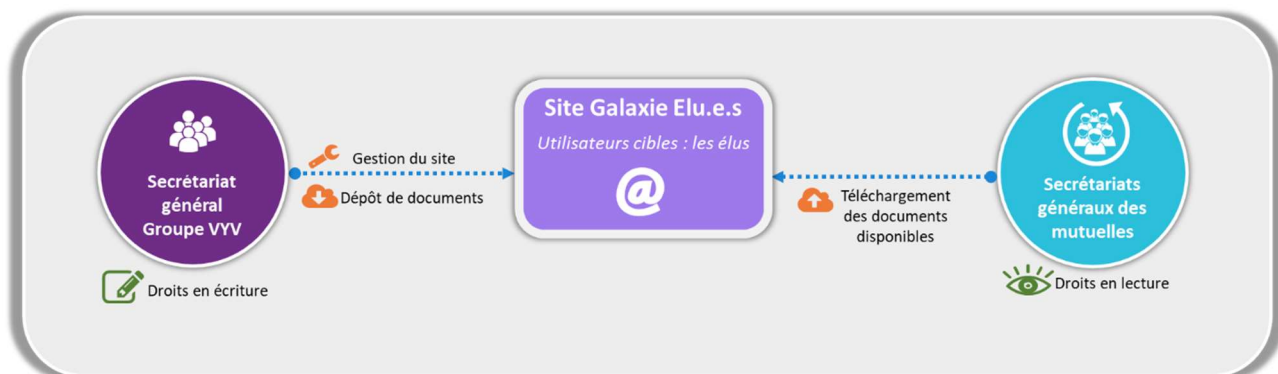 Secrétariat
général
Groupe VYV
Droits en écriture
Gestion du site
Dépôt de documents
Site Galaxie Elu.e.s
Utilisateurs cibles : les élus
@
Téléchargement
des documents
disponibles
Secrétariats
généraux des
mutuelles
Droits en lecture